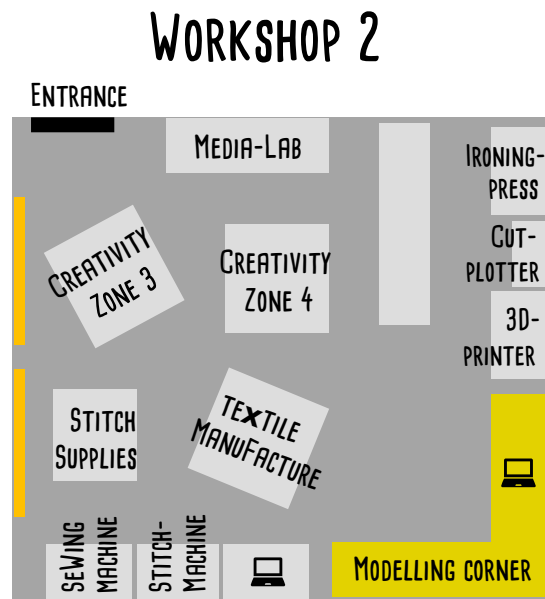 Workshop 2
Entrance
Media-Lab
Ironing-
press
Creativity
Zone 3
Creativity
Zone 4
Cut-
plotter
3D-
printer
Stitch
Supplies
Textile
Manufacture
Sewing
machine
Stitch-
machine
Modelling corner